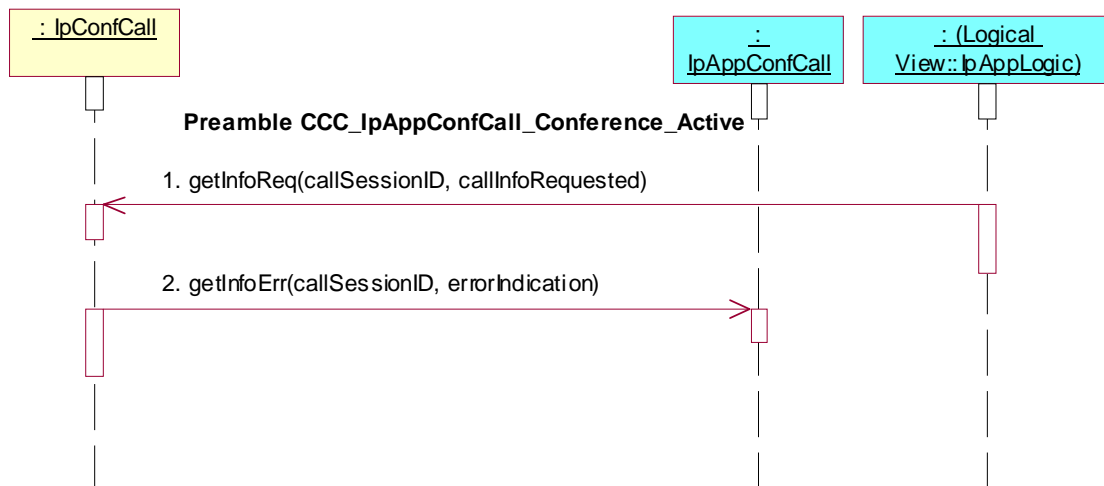 : IpConfCall
:
IpAppConfCall
: (Logical
View::IpAppLogic)
Preamble CCC_IpAppConfCall_Conference_Active
1. getInfoReq(callSessionID, callInfoRequested)
2. getInfoErr(callSessionID, errorIndication)